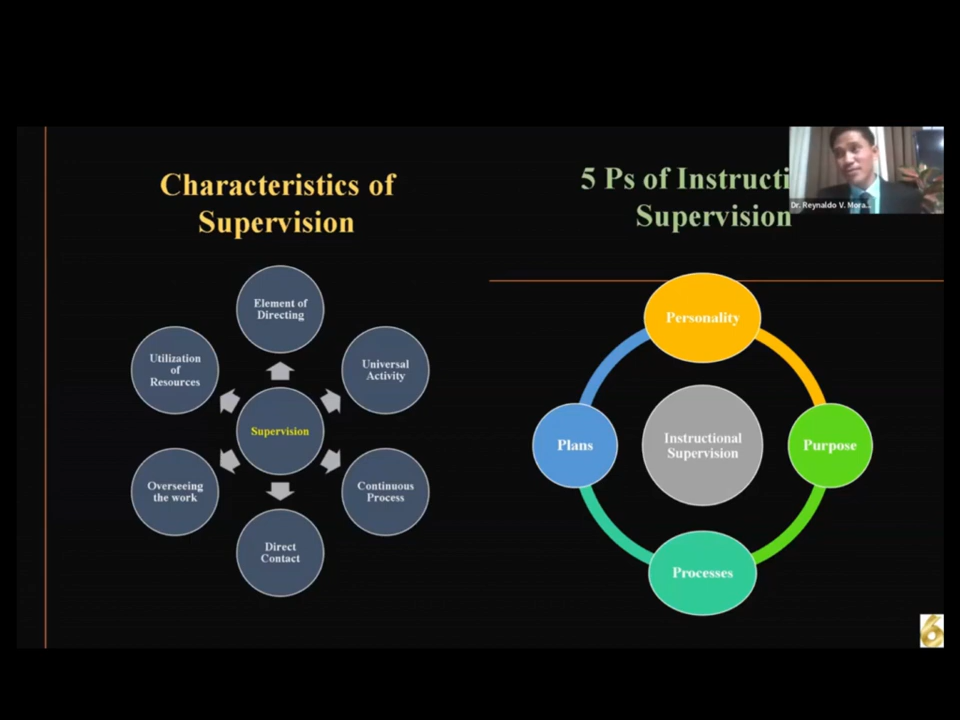 Characteristics of
Supervision
Element of
Directing
Universal
Activity
Continuous
Process
Direct
Contact
Overseeing
the work
Utilization
of
Resources
Supervision
5 Ps of Instructi
Supervision
Dr. Reynaldo V. Mora...
Personality
Purpose
Processes
Plans
Instructional
Supervision
6